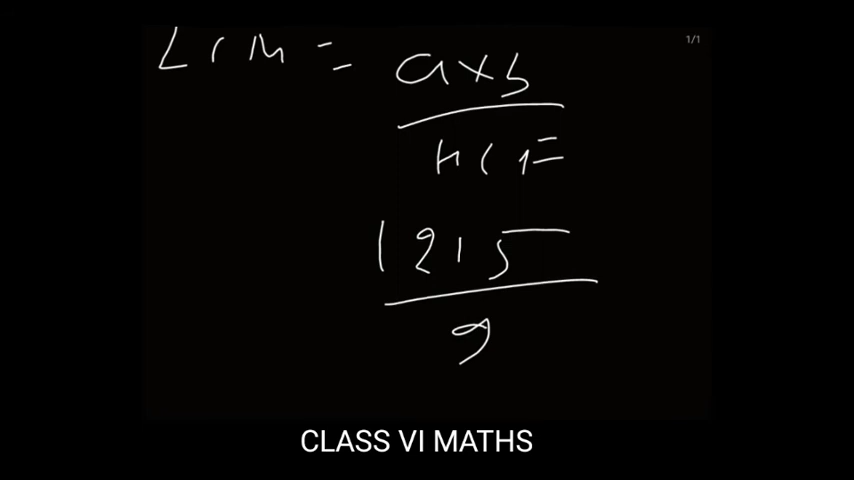 1/1
LCM = a×b
HCF
1215
9
CLASS VI MATHS